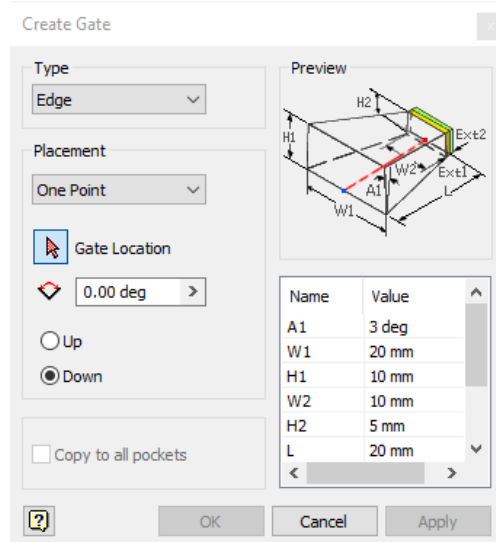 Create Gate
x
Type
Edge
Placement
One Point
Gate Location
0.00 deg >
Up
Down
Copy to all pockets
Preview
H2
H1
Ext2
W2
Ext1
A1
L
W1
Name Value
A1 3 deg
W1 20 mm
H1 10 mm
W2 10 mm
H2 5 mm
L 20 mm
?
OK Cancel Apply